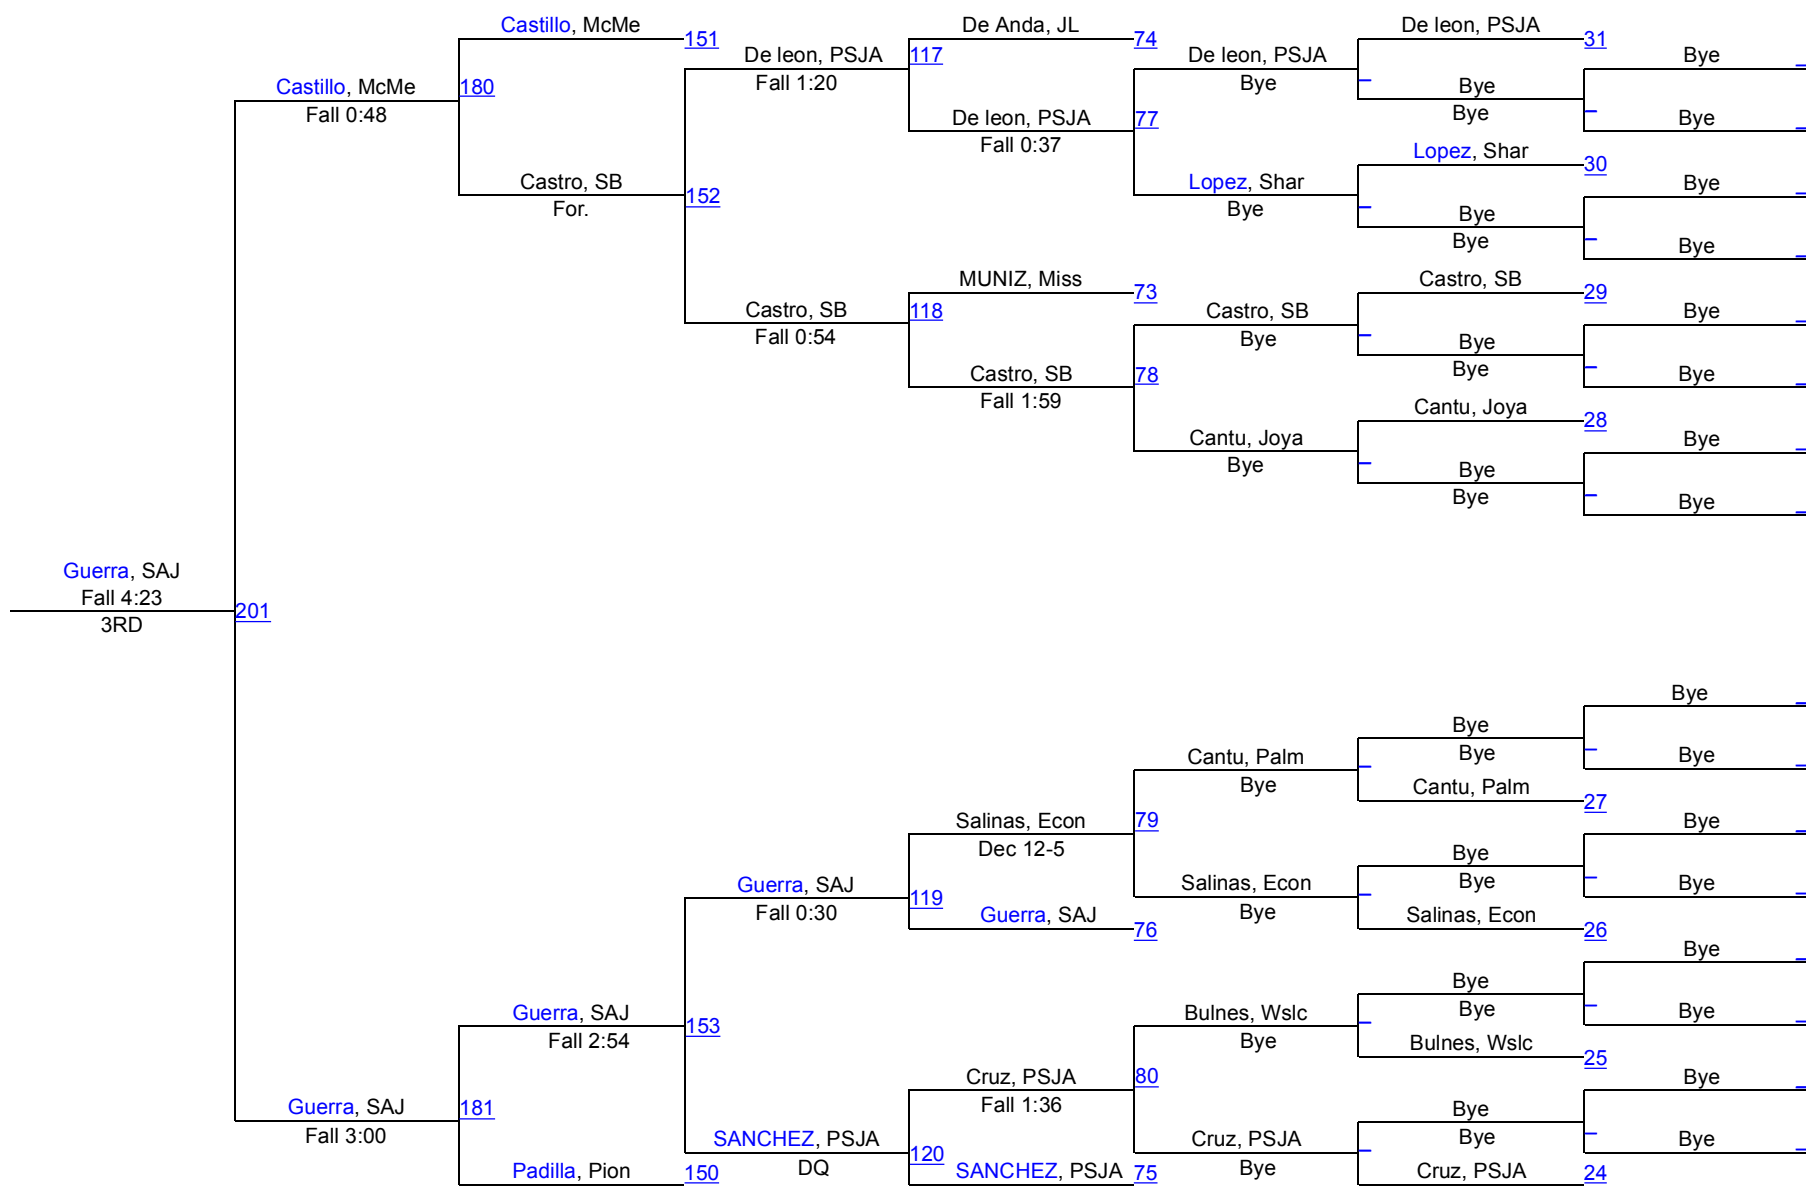 Castillo, McMe
151
De Anda, JL
74
De leon, PSJA
31
De leon, PSJA
117
De leon, PSJA
Bye
Fall 1:20
Bye
Castillo, McMe
180
Bye
Fall 0:48
Bye
De leon, PSJA
77
Bye
Fall 0:37
Lopez, Shar
30
Castro, SB
Lopez, Shar
Bye
For.
152
Bye
Bye
Bye
Bye
MUNIZ, Miss
73
Castro, SB
29
Castro, SB
118
Castro, SB
Bye
Fall 0:54
Bye
Bye
Castro, SB
78
Bye
Bye
Fall 1:59
Cantu, Joya
28
Cantu, Joya
Bye
Bye
Bye
Bye
Bye
Guerra, SAJ
Fall 4:23
201
3RD
Bye
Bye
Cantu, Palm
Bye
Bye
Bye
Cantu, Palm
27
Salinas, Econ
79
Bye
Dec 12-5
Bye
Guerra, SAJ
Salinas, Econ
Bye
Bye
Fall 0:30
119
Bye
Guerra, SAJ
76
Salinas, Econ
26
Bye
Bye
Guerra, SAJ
153
Bulnes, Wslc
Bye
Bye
Fall 2:54
Bye
Bulnes, Wslc
25
Cruz, PSJA
80
Bye
Fall 1:36
Guerra, SAJ
181
Bye
Fall 3:00
SANCHEZ, PSJA
Cruz, PSJA
Bye
Bye
DQ
120
Bye
Padilla, Pion
150
SANCHEZ, PSJA
75
Cruz, PSJA
24